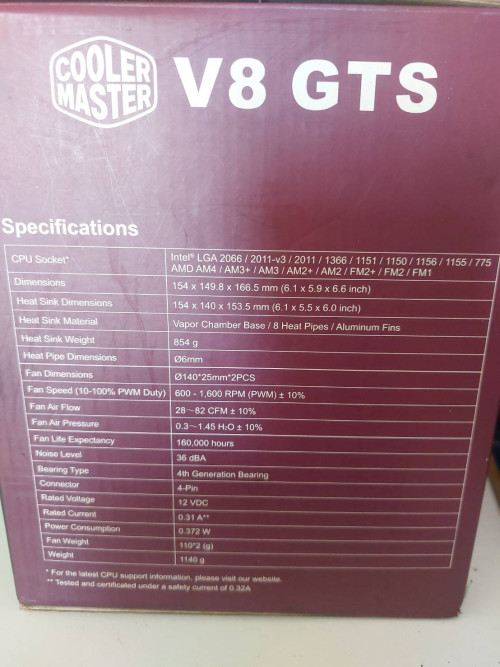 COOLER
MASTER
V8 GTS
Specifications
CPU Socket* Intel® LGA 2066 / 2011-v3 / 2011 / 1366 / 1151 / 1150 / 1156 / 1155 / 775
AMD AM4 / AM3+ / AM3 / AM2+ / AM2 / FM2+ / FM2 / FM1
Dimensions 154 x 149.8 x 166.5 mm (6.1 x 5.9 x 6.6 inch)
Heat Sink Dimensions 154 x 140 x 153.5 mm (6.1 x 5.5 x 6.0 inch)
Heat Sink Material Vapor Chamber Base / 8 Heat Pipes / Aluminum Fins
Heat Sink Weight 854 g
Heat Pipe Dimensions Ø6mm
Fan Dimensions Ø140*25mm*2PCS
Fan Speed (10-100% PWM Duty) 600 - 1,600 RPM (PWM) ± 10%
Fan Air Flow 28~82 CFM ± 10%
Fan Air Pressure 0.3~1.45 H₂O ± 10%
Fan Life Expectancy 160,000 hours
Noise Level 36 dBA
Bearing Type 4th Generation Bearing
Connector 4-Pin
Rated Voltage 12 VDC
Rated Current 0.31 A**
Power Consumption 0.372 W
Fan Weight 110*2 (g)
Weight 1140 g
* For the latest CPU support information, please visit our website.
** Tested and certificated under a safety current of 0.32A